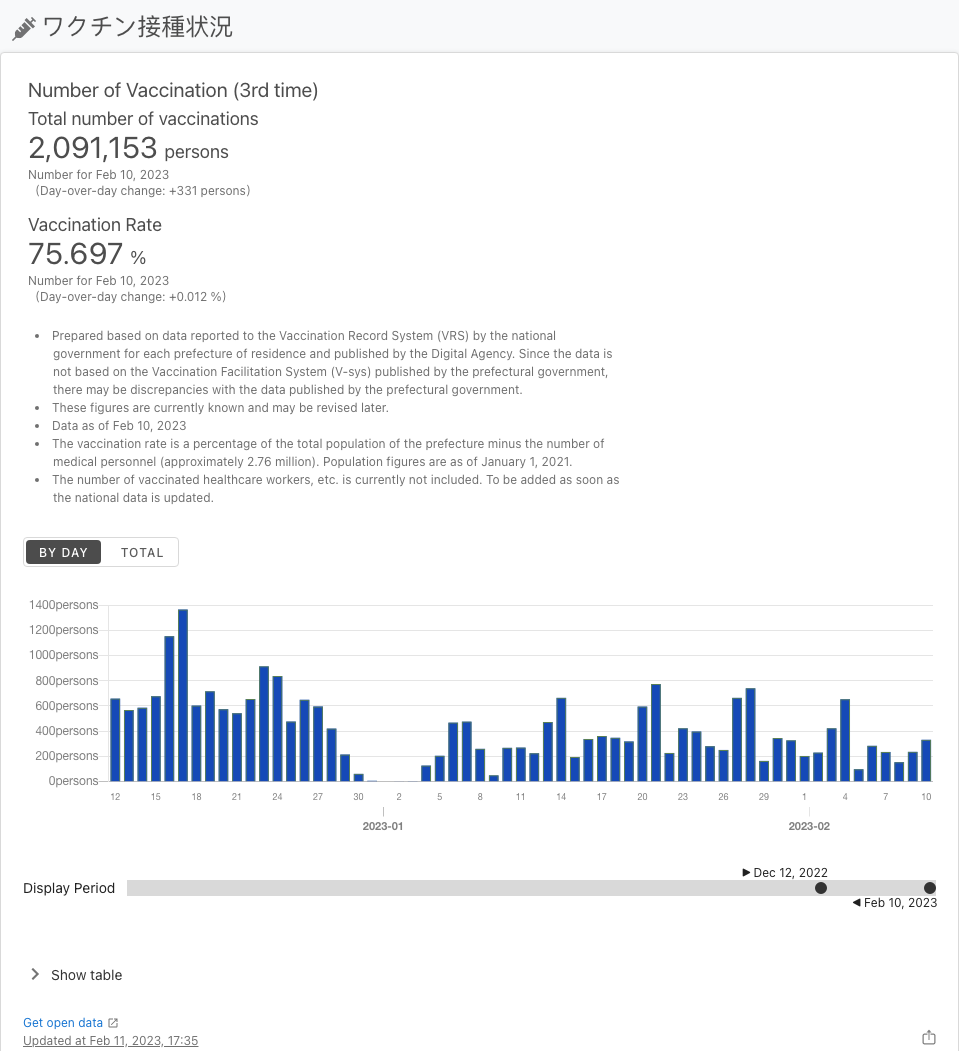 ワクチン接種状況
Number of Vaccination (3rd time)
Total number of vaccinations
2,091,153 persons
Number for Feb 10, 2023
(Day-over-day change: +331 persons)
Vaccination Rate
75.697 %
Number for Feb 10, 2023
(Day-over-day change: +0.012 %)
• Prepared based on data reported to the Vaccination Record System (VRS) by the national
government for each prefecture of residence and published by the Digital Agency. Since the data is
not based on the Vaccination Facilitation System (V-sys) published by the prefectural government,
there may be discrepancies with the data published by the prefectural government.
• These figures are currently known and may be revised later.
• Data as of Feb 10, 2023
• The vaccination rate is a percentage of the total population of the prefecture minus the number of
medical personnel (approximately 2.76 million). Population figures are as of January 1, 2021.
• The number of vaccinated healthcare workers, etc. is currently not included. To be added as soon as
the national data is updated.
BY DAY TOTAL
1400persons
1200persons
1000persons
800persons
600persons
400persons
200persons
0persons
12 15 18 21 24 27 30 2 5 8 11 14 17 20 23 26 29 1 4 7 10
2023-01 2023-02
Dec 12, 2022
Display Period
Feb 10, 2023
Show table
Get open data
Updated at Feb 11, 2023, 17:35